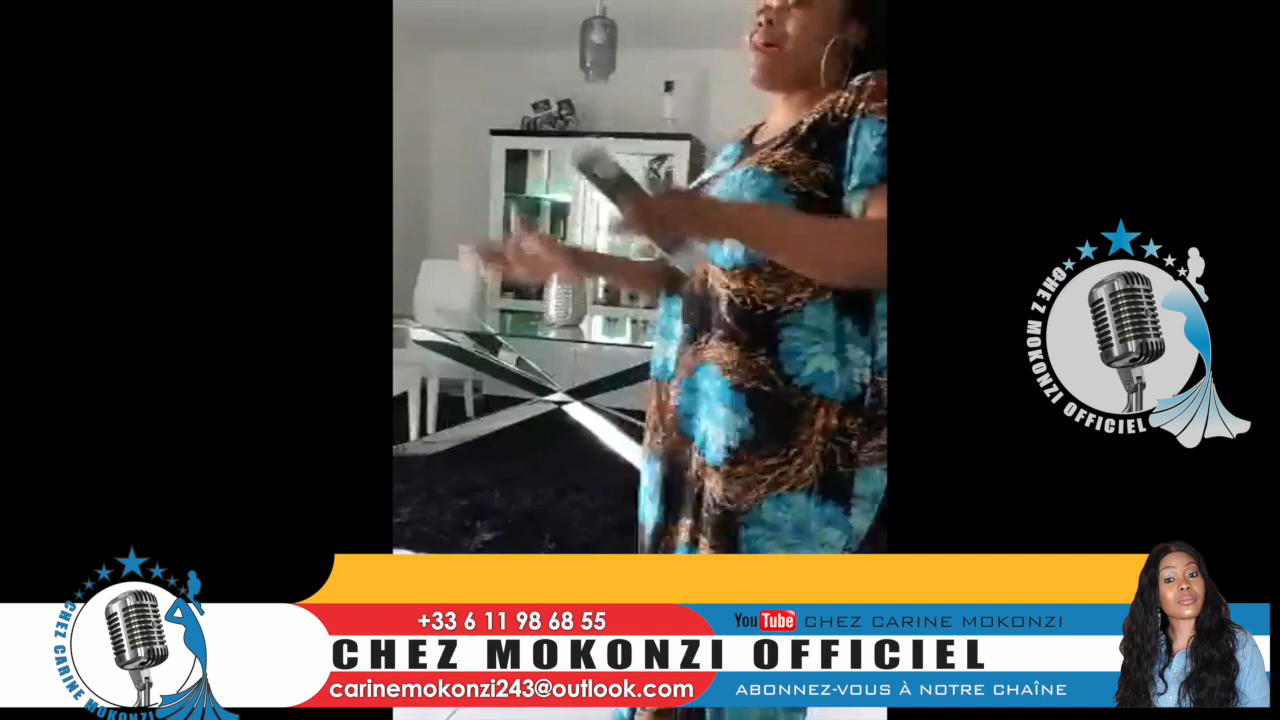 CHEZ MOKONZI OFFICIEL
+33 6 11 98 68 55
YouTube CHEZ CARINE MOKONZI
CHEZ MOKONZI OFFICIEL
carinemokonzi243@outlook.com
ABONNEZ-VOUS À NOTRE CHAÎNE
CHEZ CARINE MOKONZI